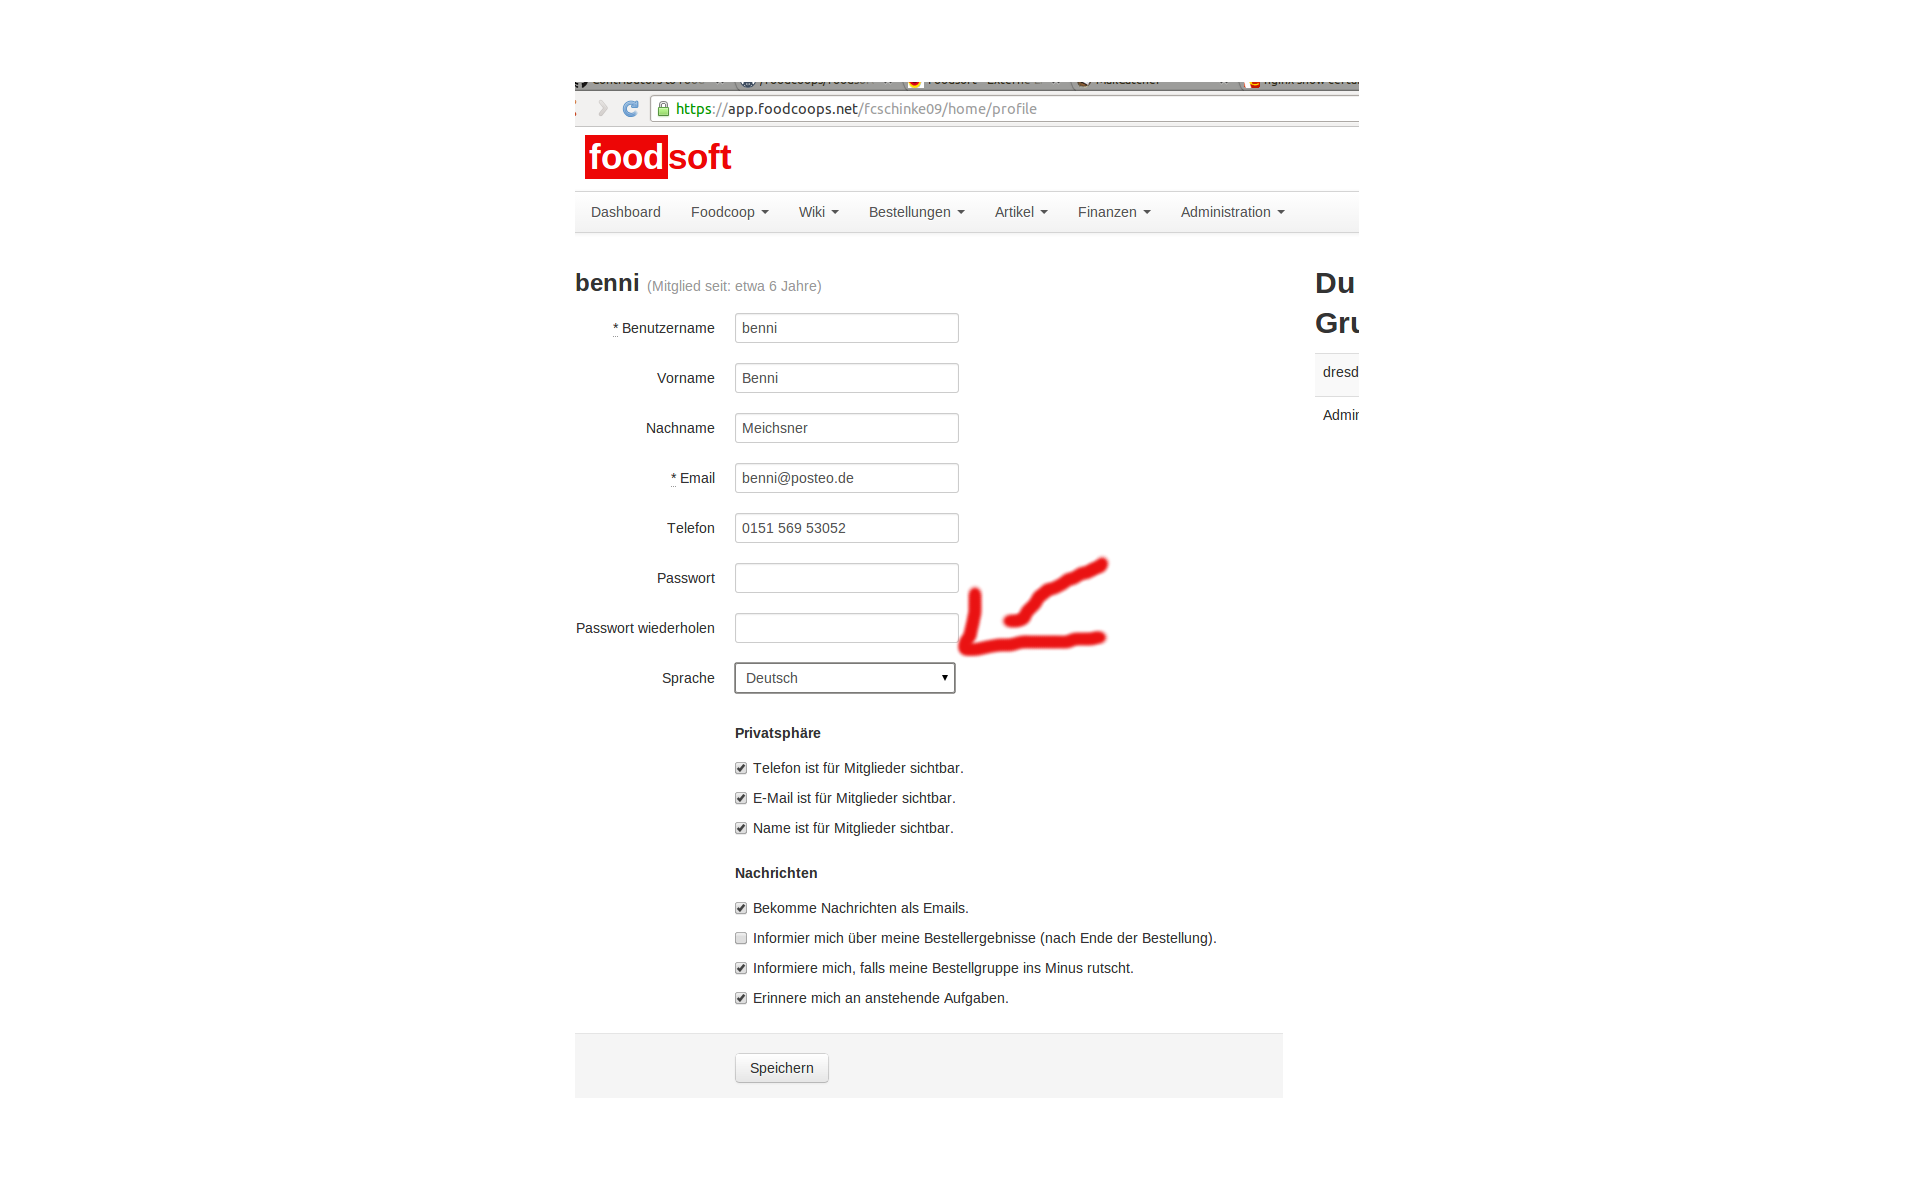 https://app.foodcoops.net/fcschinke09/home/profile
foodsoft
Dashboard Foodcoop Wiki Bestellungen Artikel Finanzen Administration
benni (Mitglied seit: etwa 6 Jahre)
* Benutzername benni
Vorname Benni
Nachname Meichsner
* Email benni@posteo.de
Telefon 0151 569 53052
Passwort
Passwort wiederholen
Sprache Deutsch
Privatsphäre
Telefon ist für Mitglieder sichtbar.
E-Mail ist für Mitglieder sichtbar.
Name ist für Mitglieder sichtbar.
Nachrichten
Bekomme Nachrichten als Emails.
Informier mich über meine Bestellergebnisse (nach Ende der Bestellung).
Informiere mich, falls meine Bestellgruppe ins Minus rutscht.
Erinnere mich an anstehende Aufgaben.
Speichern
Du
Gru
dresd
Admin